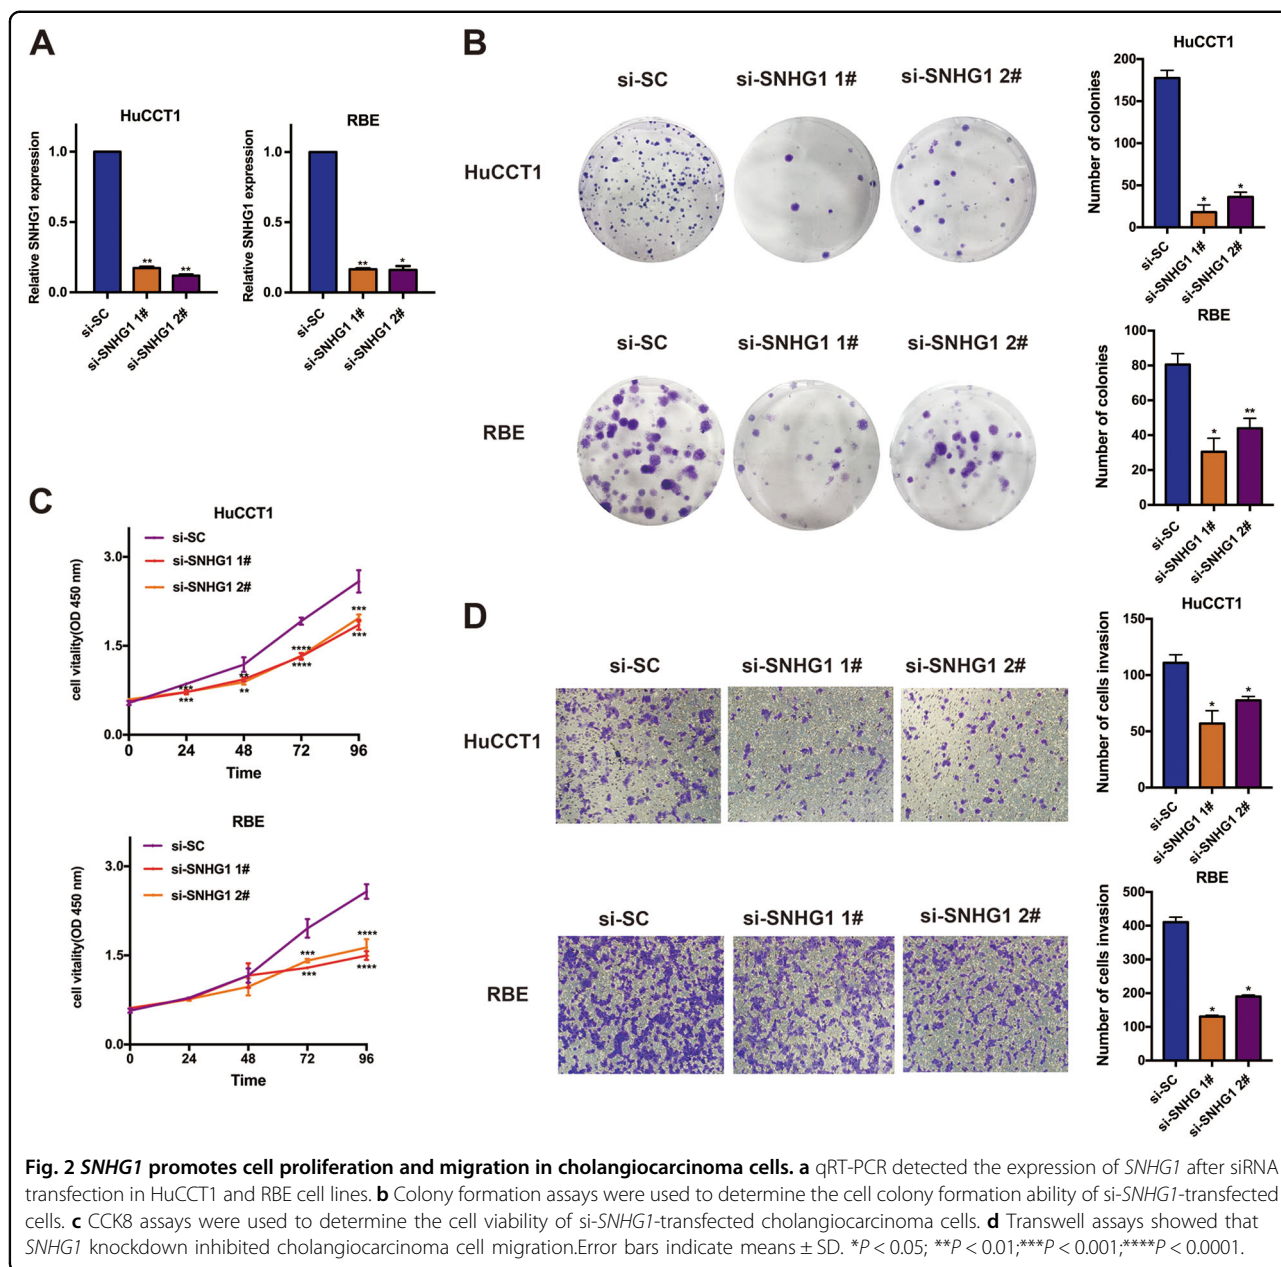 A
HuCCT1
Relative SNHG1 expression
1.0
0.5
0.0
**
**
si-SC
si-SNHG1 1#
si-SNHG1 2#
RBE
Relative SNHG1 expression
1.0
0.5
0.0
**
*
si-SC
si-SNHG1 1#
si-SNHG1 2#
B
si-SC
si-SNHG1 1#
si-SNHG1 2#
HuCCT1
HuCCT1
Number of colonies
200
150
100
50
0
*
*
si-SC
si-SNHG1 1#
si-SNHG1 2#
si-SC
si-SNHG1 1#
si-SNHG1 2#
RBE
RBE
Number of colonies
80
60
40
20
0
*
**
si-SC
si-SNHG1 1#
si-SNHG1 2#
C
HuCCT1
si-SC
si-SNHG1 1#
si-SNHG1 2#
cell vitality(OD 450 nm)
3.0
1.5
0.0
***
***
**
**
****
****
***
***
0
24
48
72
96
Time
RBE
si-SC
si-SNHG1 1#
si-SNHG1 2#
cell vitality(OD 450 nm)
3.0
1.5
0.0
***
***
****
****
0
24
48
72
96
Time
D
si-SC
si-SNHG1 1#
si-SNHG1 2#
HuCCT1
HuCCT1
Number of cells invasion
150
100
50
0
*
*
si-SC
si-SNHG1 1#
si-SNHG1 2#
si-SC
si-SNHG1 1#
si-SNHG1 2#
RBE
RBE
Number of cells invasion
500
400
300
200
100
0
*
*
si-SC
si-SNHG 1#
si-SNHG1 2#
Fig. 2 SNHG1 promotes cell proliferation and migration in cholangiocarcinoma cells. a qRT-PCR detected the expression of SNHG1 after siRNA
transfection in HuCCT1 and RBE cell lines. b Colony formation assays were used to determine the cell colony formation ability of si-SNHG1-transfected
cells. c CCK8 assays were used to determine the cell viability of si-SNHG1-transfected cholangiocarcinoma cells. d Transwell assays showed that
SNHG1 knockdown inhibited cholangiocarcinoma cell migration.Error bars indicate means ± SD. *P < 0.05; **P < 0.01;***P < 0.001;****P < 0.0001.